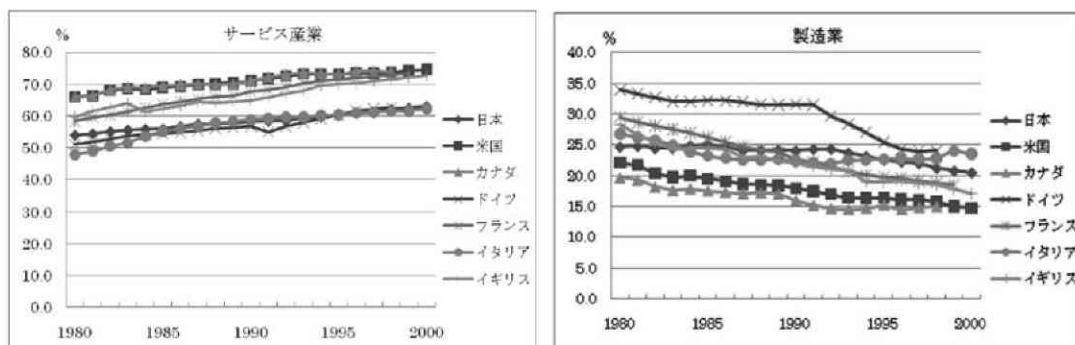 サービス産業
%
80.0
70.0
60.0
50.0
40.0
30.0
20.0
10.0
0.0
1980 1985 1990 1995 2000
日本
米国
カナダ
ドイツ
フランス
イタリア
イギリス
製造業
%
40.0
35.0
30.0
25.0
20.0
15.0
10.0
5.0
0.0
1980 1985 1990 1995 2000
日本
米国
カナダ
ドイツ
フランス
イタリア
イギリス